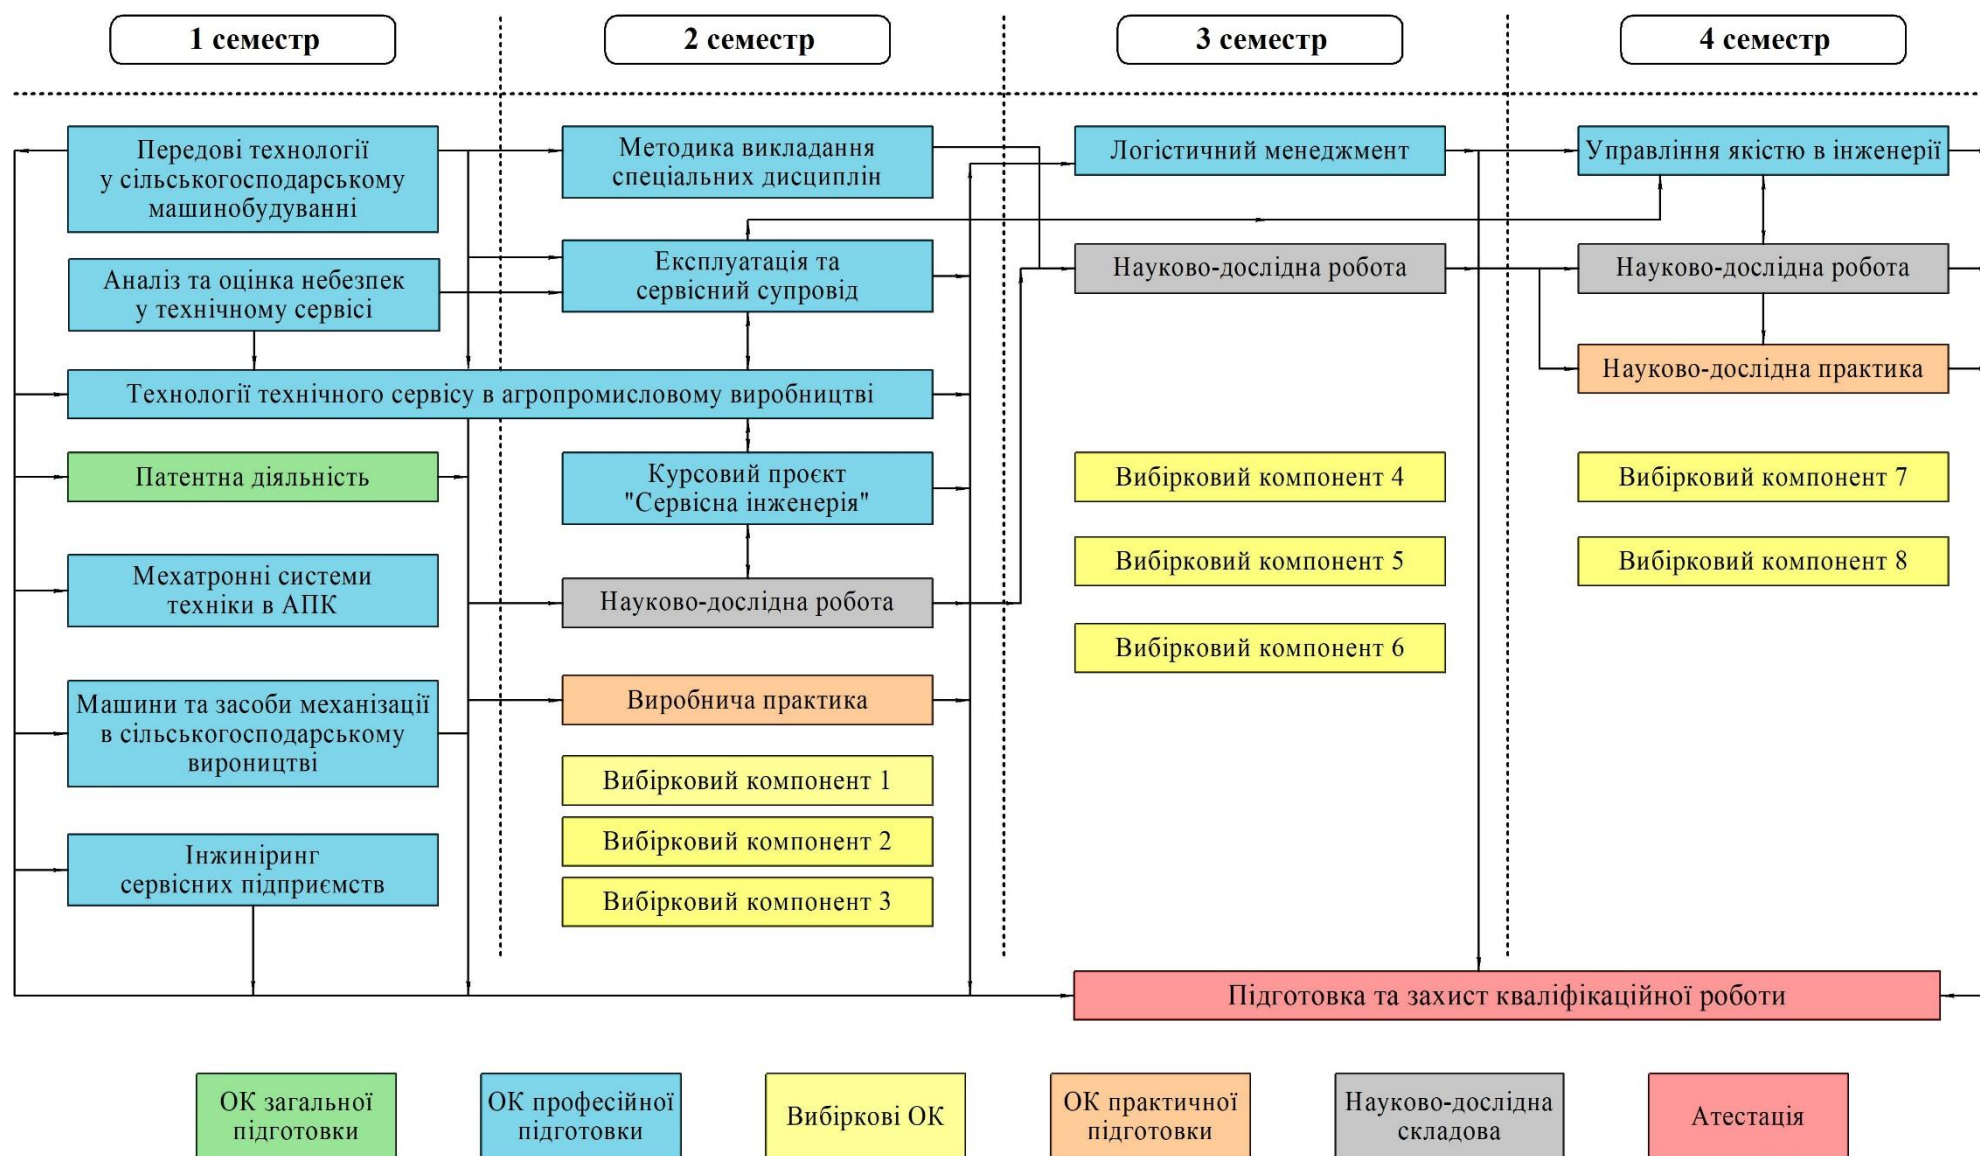 1 семестр
2 семестр
3 семестр
4 семестр
Передові технології
у сільськогосподарському
машинобудуванні
Аналіз та оцінка небезпек
у технічному сервісі
Технології технічного сервісу в агропромисловому виробництві
Патентна діяльність
Мехатронні системи
техніки в АПК
Машини та засоби механізації
в сільськогосподарському
вироництві
Інжиніринг
сервісних підприємств
Методика викладання
спеціальних дисциплін
Експлуатація та
сервісний супровід
Курсовий проєкт
"Сервісна інженерія"
Науково-дослідна робота
Виробнича практика
Вибірковий компонент 1
Вибірковий компонент 2
Вибірковий компонент 3
Логістичний менеджмент
Науково-дослідна робота
Вибірковий компонент 4
Вибірковий компонент 5
Вибірковий компонент 6
Управління якістю в інженерії
Науково-дослідна робота
Науково-дослідна практика
Вибірковий компонент 7
Вибірковий компонент 8
Підготовка та захист кваліфікаційної роботи
ОК загальної
підготовки
ОК професійної
підготовки
Вибіркові ОК
ОК практичної
підготовки
Науково-дослідна
складова
Атестація